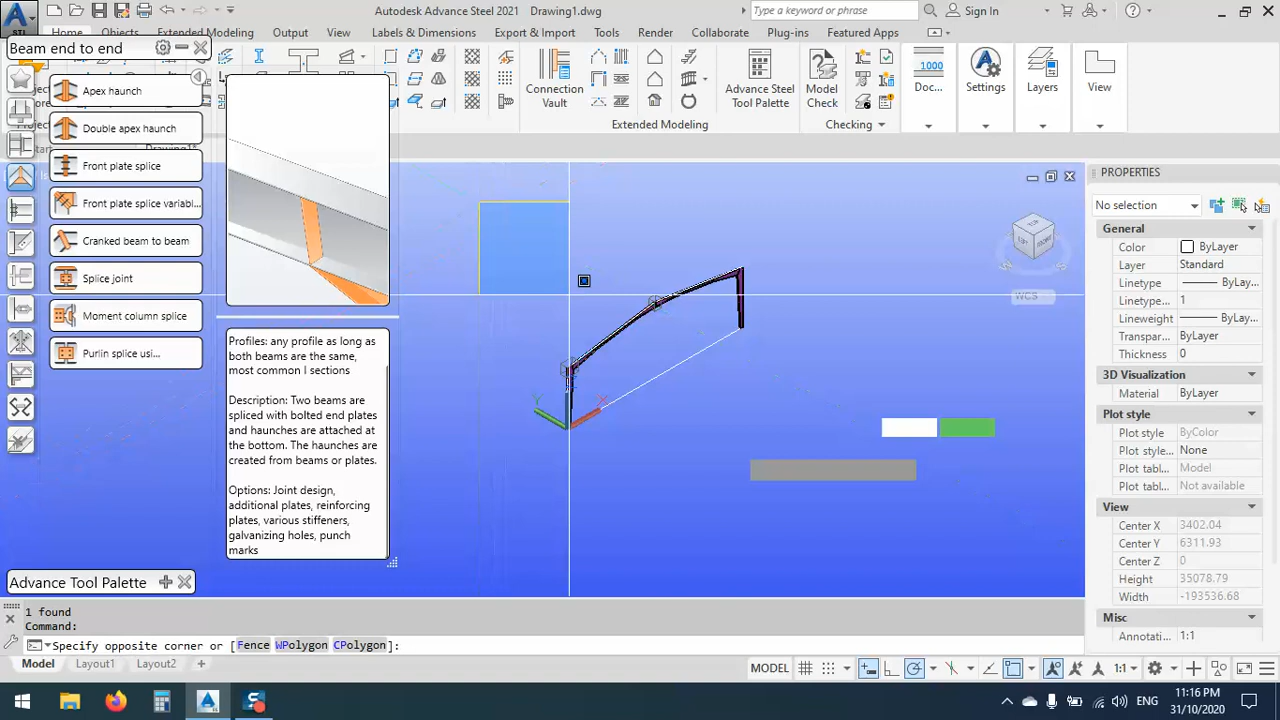 Autodesk Advance Steel 2021 Drawing1.dwg
Type a keyword or phrase
Sign In
Home
Output
View
Labels & Dimensions
Export & Import
Tools
Render
Collaborate
Plug-ins
Featured Apps
Beam end to end
Apex haunch
Double apex haunch
Front plate splice
Front plate splice variabl...
Cranked beam to beam
Splice joint
Moment column splice
Purlin splice usi...
Connection
Vault
Advance Steel
Tool Palette
Model
Check
1000
Doc...
Settings
Layers
View
Extended Modeling
Checking
Profiles: any profile as long as
both beams are the same,
most common I sections
Description: Two beams are
spliced with bolted end plates
and haunches are attached at
the bottom. The haunches are
created from beams or plates.
Options: Joint design,
additional plates, reinforcing
plates, various stiffeners,
galvanizing holes, punch
marks
Advance Tool Palette
Y
X
WCS
PROPERTIES
No selection
General
Color ByLayer
Layer Standard
Linetype ByLay...
Linetype... 1
Lineweight ByLay...
Transpar... ByLayer
Thickness 0
3D Visualization
Material ByLayer
Plot style
Plot style ByColor
Plot style... None
Plot tabl... Model
Plot tabl... Not available
View
Center X 3402.04
Center Y 6311.93
Center Z 0
Height 35078.79
Width -193536.68
Misc
Annotati... 1:1
1 found
Command:
Specify opposite corner or [Fence WPolygon CPolygon]:
Model Layout1 Layout2 +
MODEL
1:1
ENG
11:16 PM
31/10/2020